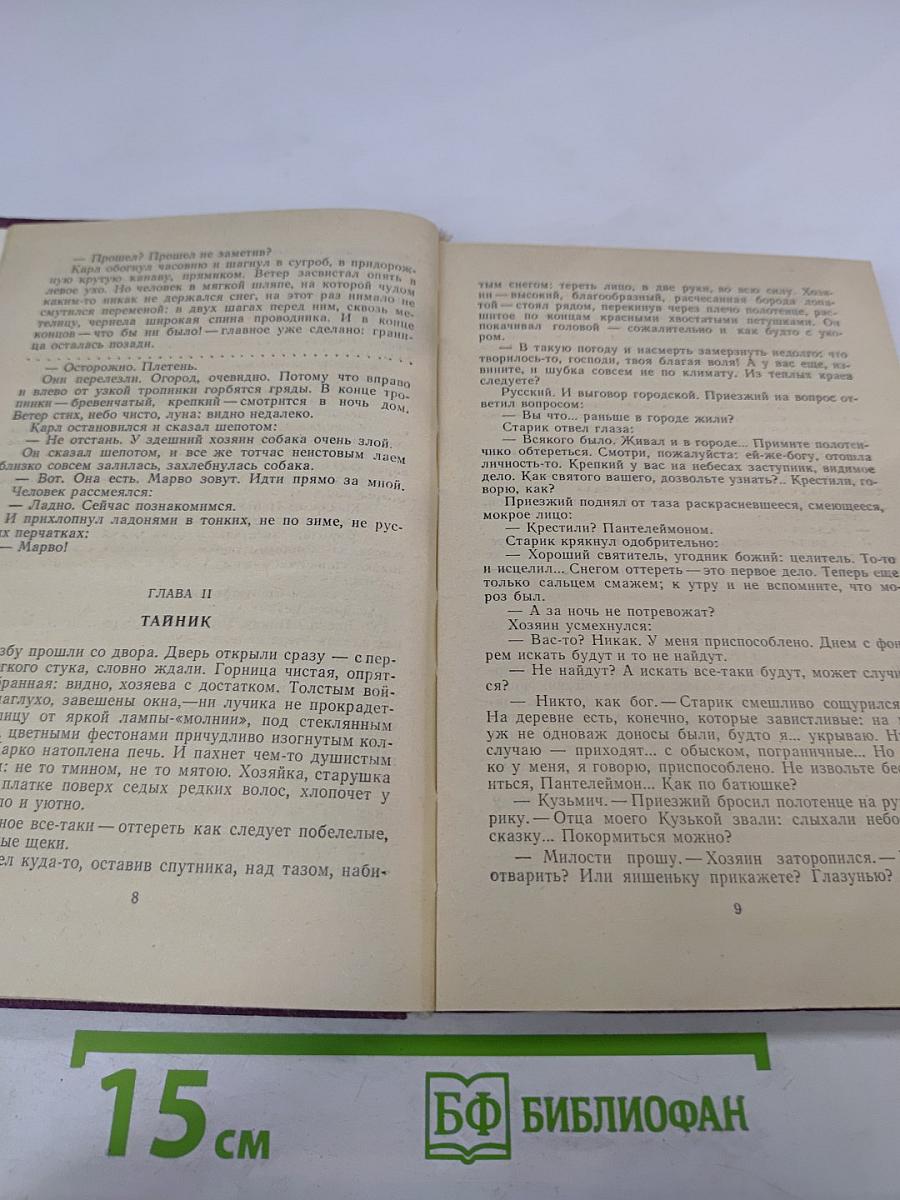 — Прошел? Прошел не заметив?
Карл обогнул часовню и шагнул в сугроб, в придорож-
ную крутую канаву, прямиком. Ветер засвистал опять в
левое ухо. Но человек в мягкой шляпе, на которой чудом
каким-то никак не держался снег, на этот раз нимало не
смутился переменой: в двух шагах перед ним, сквозь ме-
телицу, чернела широкая спина проводника. И в конце
концов — что бы ни было! — главное уже сделано: грани-
ца осталась позади.
— Осторожно. Плетень.
Они перелезли. Огород, очевидно. Потому что вправо
и влево от узкой тропинки горбятся гряды. В конце тро-
пинки — бревенчатый, крепкий — смотрится в ночь дом.
Ветер стих, небо чисто, луна: видно недалеко.
Карл остановился и сказал шепотом:
— Не отстань. У здешний хозяин собака очень злой.
Он сказал шепотом, и все же тотчас неистовым лаем
близко совсем залилась, захлебнулась собака.
— Вот. Она есть. Марво зовут. Идти прямо за мной.
Человек рассмеялся:
— Ладно. Сейчас познакомимся.
И прихлопнул ладонями в тонких, не по зиме, не рус-
х перчатках:
— Марво!
ГЛАВА II
ТАЙНИК
збу прошли со двора. Дверь открыли сразу — с пер-
гкого стука, словно ждали. Горница чистая, опрят-
бранная: видно, хозяева с достатком. Толстым вой-
наглухо, завешены окна,—ни лучика не прокрадет-
лицу от яркой лампы-«молнии», под стеклянным
, цветными фестонами причудливо изогнутым кол-
Жарко натоплена печь. И пахнет чем-то душистым
м: не то тмином, не то мятою. Хозяйка, старушка
платке поверх седых редких волос, хлопочет у
ло и уютно.
ное все-таки — оттереть как следует побелелые,
ые щеки.
ел куда-то, оставив спутника, над тазом, наби-
8
тым снегом: тереть лицо, в две руки, во всю силу. Хозя-
ин — высокий, благообразный, расчесанная борода лопа-
той — стоял рядом, перекинув через плечо полотенце, рас-
шитое по концам красными хвостатыми петушками. Он
покачивал головой — сожалительно и как будто с уко-
ром.
— В такую погоду и насмерть замерзнуть недолго: что
творилось-то, господи, твоя благая воля! А у вас еще, из-
вините, и шубка совсем не по климату. Из теплых краев
следуете?
Русский. И выговор городской. Приезжий на вопрос от-
ветил вопросом:
— Вы что... раньше в городе жили?
Старик отвел глаза:
— Всякого было. Живал и в городе... Примите полотен-
чико обтереться. Смотри, пожалуйста: ей-же-богу, отошла
личность-то. Крепкий у вас на небесах заступник, видимое
дело. Как святого вашего, дозвольте узнать?.. Крестили, го-
ворю, как?
Приезжий поднял от таза раскрасневшееся, смеющееся,
мокрое лицо:
— Крестили? Пантелеймоном.
Старик крякнул одобрительно:
— Хороший святитель, угодник божий: целитель. То-то
и исцелил... Снегом оттереть — это первое дело. Теперь еще
только сальцем смажем; к утру и не вспомните, что мо-
роз был.
— А за ночь не потревожат?
Хозяин усмехнулся:
— Вас-то? Никак. У меня приспособлено. Днем с фон
рем искать будут и то не найдут.
— Не найдут? А искать все-таки будут, может случи
ся?
— Никто, как бог. — Старик смешливо сощурился
На деревне есть, конечно, которые завистливые: на
уж не одноваж доносы были, будто я... укрываю. Н
случаю — приходят... с обыском, пограничные... Но
ко у меня, я говорю, приспособлено. Не извольте бес
иться, Пантелеймон... Как по батюшке?
— Кузьмич. — Приезжий бросил полотенце на ру
рику. — Отца моего Кузькой звали: слыхали небо
сказку... Покормиться можно?
— Милости прошу. — Хозяин заторопился. —
отварить? Или яишеньку прикажете? Глазунью?
9
15 см
БФ БИБЛИОФАН